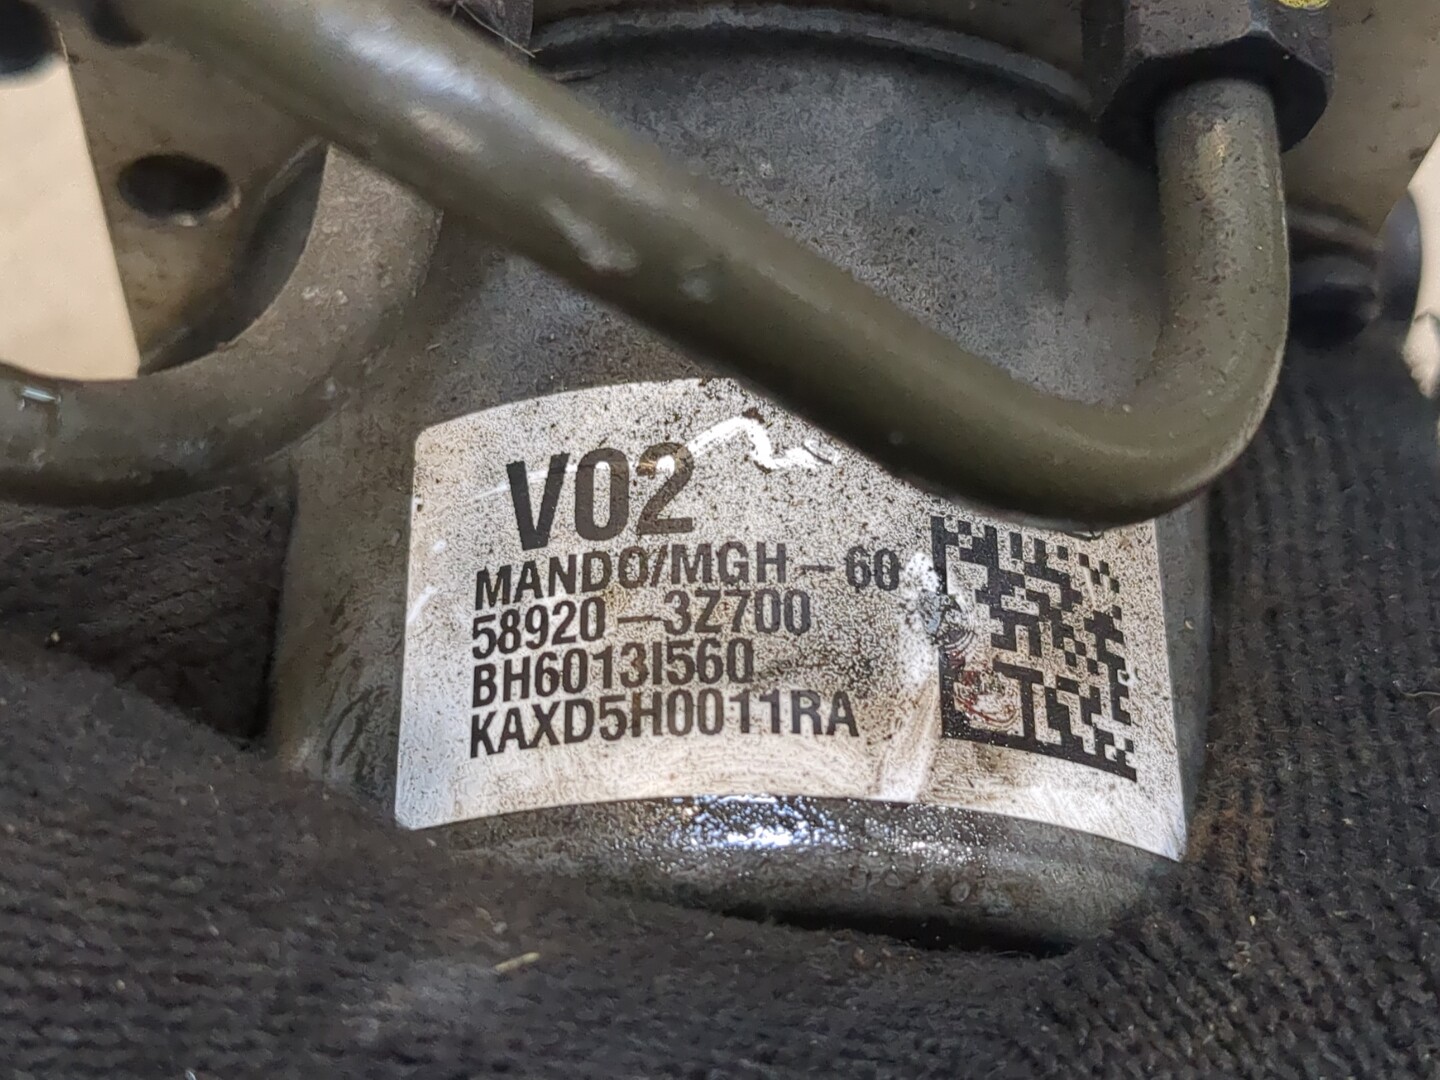 V02
MANDO/MGH-60
58920-3Z700
BH6013I560
KAXD5H0011RA